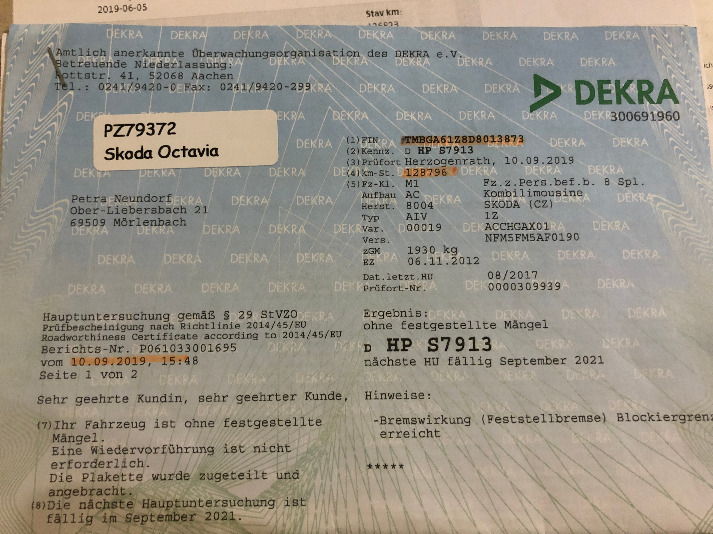 2019-06-05
Stav km:
Amtlich anerkannte Überwachungsorganisation des DEKRA e.V.
Betreuende Niederlassung:
Rottstr. 41, 52068 Aachen
Tel.: 0241/9420-0 Fax: 0241/9420-299
DEKRA
300691960
PZ79372
Skoda Octavia
(1) FIN TMBGA61Z8D8013873
(2) Kennz. D HP S7913
(3) Prüfort Herzogenrath, 10.09.2019
(4) km-St. 128796
(5) Fz-Kl. M1 Fz.z.Pers.bef.b. 8 Spl.
Aufbau AC Kombilimousine
Herst. 8004 SKODA (CZ)
Typ AIV 1Z
Var. 00019 ACCHGAX01
Vers. NFM5FM5AF0190
zGM 1930 kg
EZ 06.11.2012
Dat.letzt.HU 08/2017
Prüfort-Nr. 0000309939
Petra Neundorf
Ober-Liebersbach 21
69509 Mörlenbach
Hauptuntersuchung gemäß § 29 StVZO
Prüfbescheinigung nach Richtlinie 2014/45/EU
Roadworthiness Certificate according to 2014/45/EU
Berichts-Nr. P061033001695
vom 10.09.2019, 15:48
Seite 1 von 2
Ergebnis:
ohne festgestellte Mängel
D HP S7913
nächste HU fällig September 2021
Sehr geehrte Kundin, sehr geehrter Kunde,
(7) Ihr Fahrzeug ist ohne festgestellte
Mängel.
Eine Wiedervorführung ist nicht
erforderlich.
Die Plakette wurde zugeteilt und
angebracht.
(8) Die nächste Hauptuntersuchung ist
fällig im September 2021.
Hinweise:
-Bremswirkung (Feststellbremse) Blockiergrenz
erreicht
*****